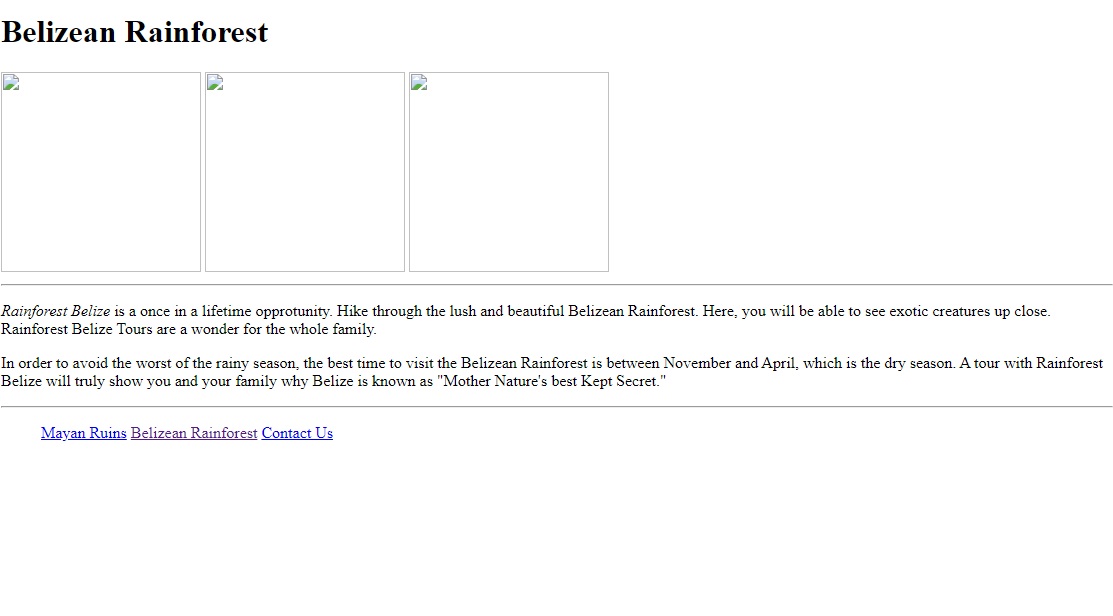 Belizean Rainforest
Rainforest Belize is a once in a lifetime opprotunity. Hike through the lush and beautiful Belizean Rainforest. Here, you will be able to see exotic creatures up close.
Rainforest Belize Tours are a wonder for the whole family.
In order to avoid the worst of the rainy season, the best time to visit the Belizean Rainforest is between November and April, which is the dry season. A tour with Rainforest
Belize will truly show you and your family why Belize is known as "Mother Nature's best Kept Secret."
Mayan Ruins Belizean Rainforest Contact Us